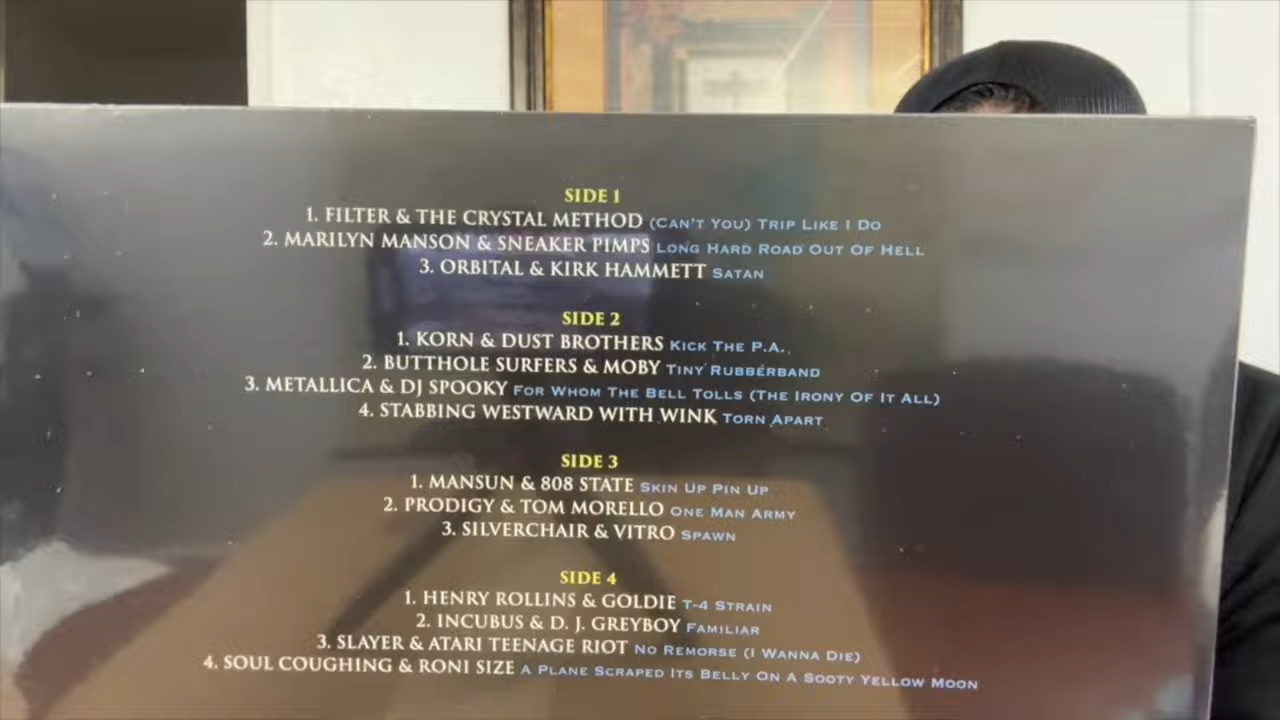 SIDE 1
1. FILTER & THE CRYSTAL METHOD (CAN'T YOU) TRIP LIKE I DO
2. MARILYN MANSON & SNEAKER PIMPS LONG HARD ROAD OUT OF HELL
3. ORBITAL & KIRK HAMMETT SATAN
SIDE 2
1. KORN & DUST BROTHERS KICK THE P.A.
2. BUTTHOLE SURFERS & MOBY TINY RUBBERBAND
3. METALLICA & DJ SPOOKY FOR WHOM THE BELL TOLLS (THE IRONY OF IT ALL)
4. STABBING WESTWARD WITH WINK TORN APART
SIDE 3
1. MANSUN & 808 STATE SKIN UP PIN UP
2. PRODIGY & TOM MORELLO ONE MAN ARMY
3. SILVERCHAIR & VITRO SPAWN
SIDE 4
1. HENRY ROLLINS & GOLDIE T-4 STRAIN
2. INCUBUS & D. J. GREYBOY FAMILIAR
3. SLAYER & ATARI TEENAGE RIOT NO REMORSE (I WANNA DIE)
4. SOUL COUGHING & RONI SIZE A PLANE SCRAPED ITS BELLY ON A SOOTY YELLOW MOON